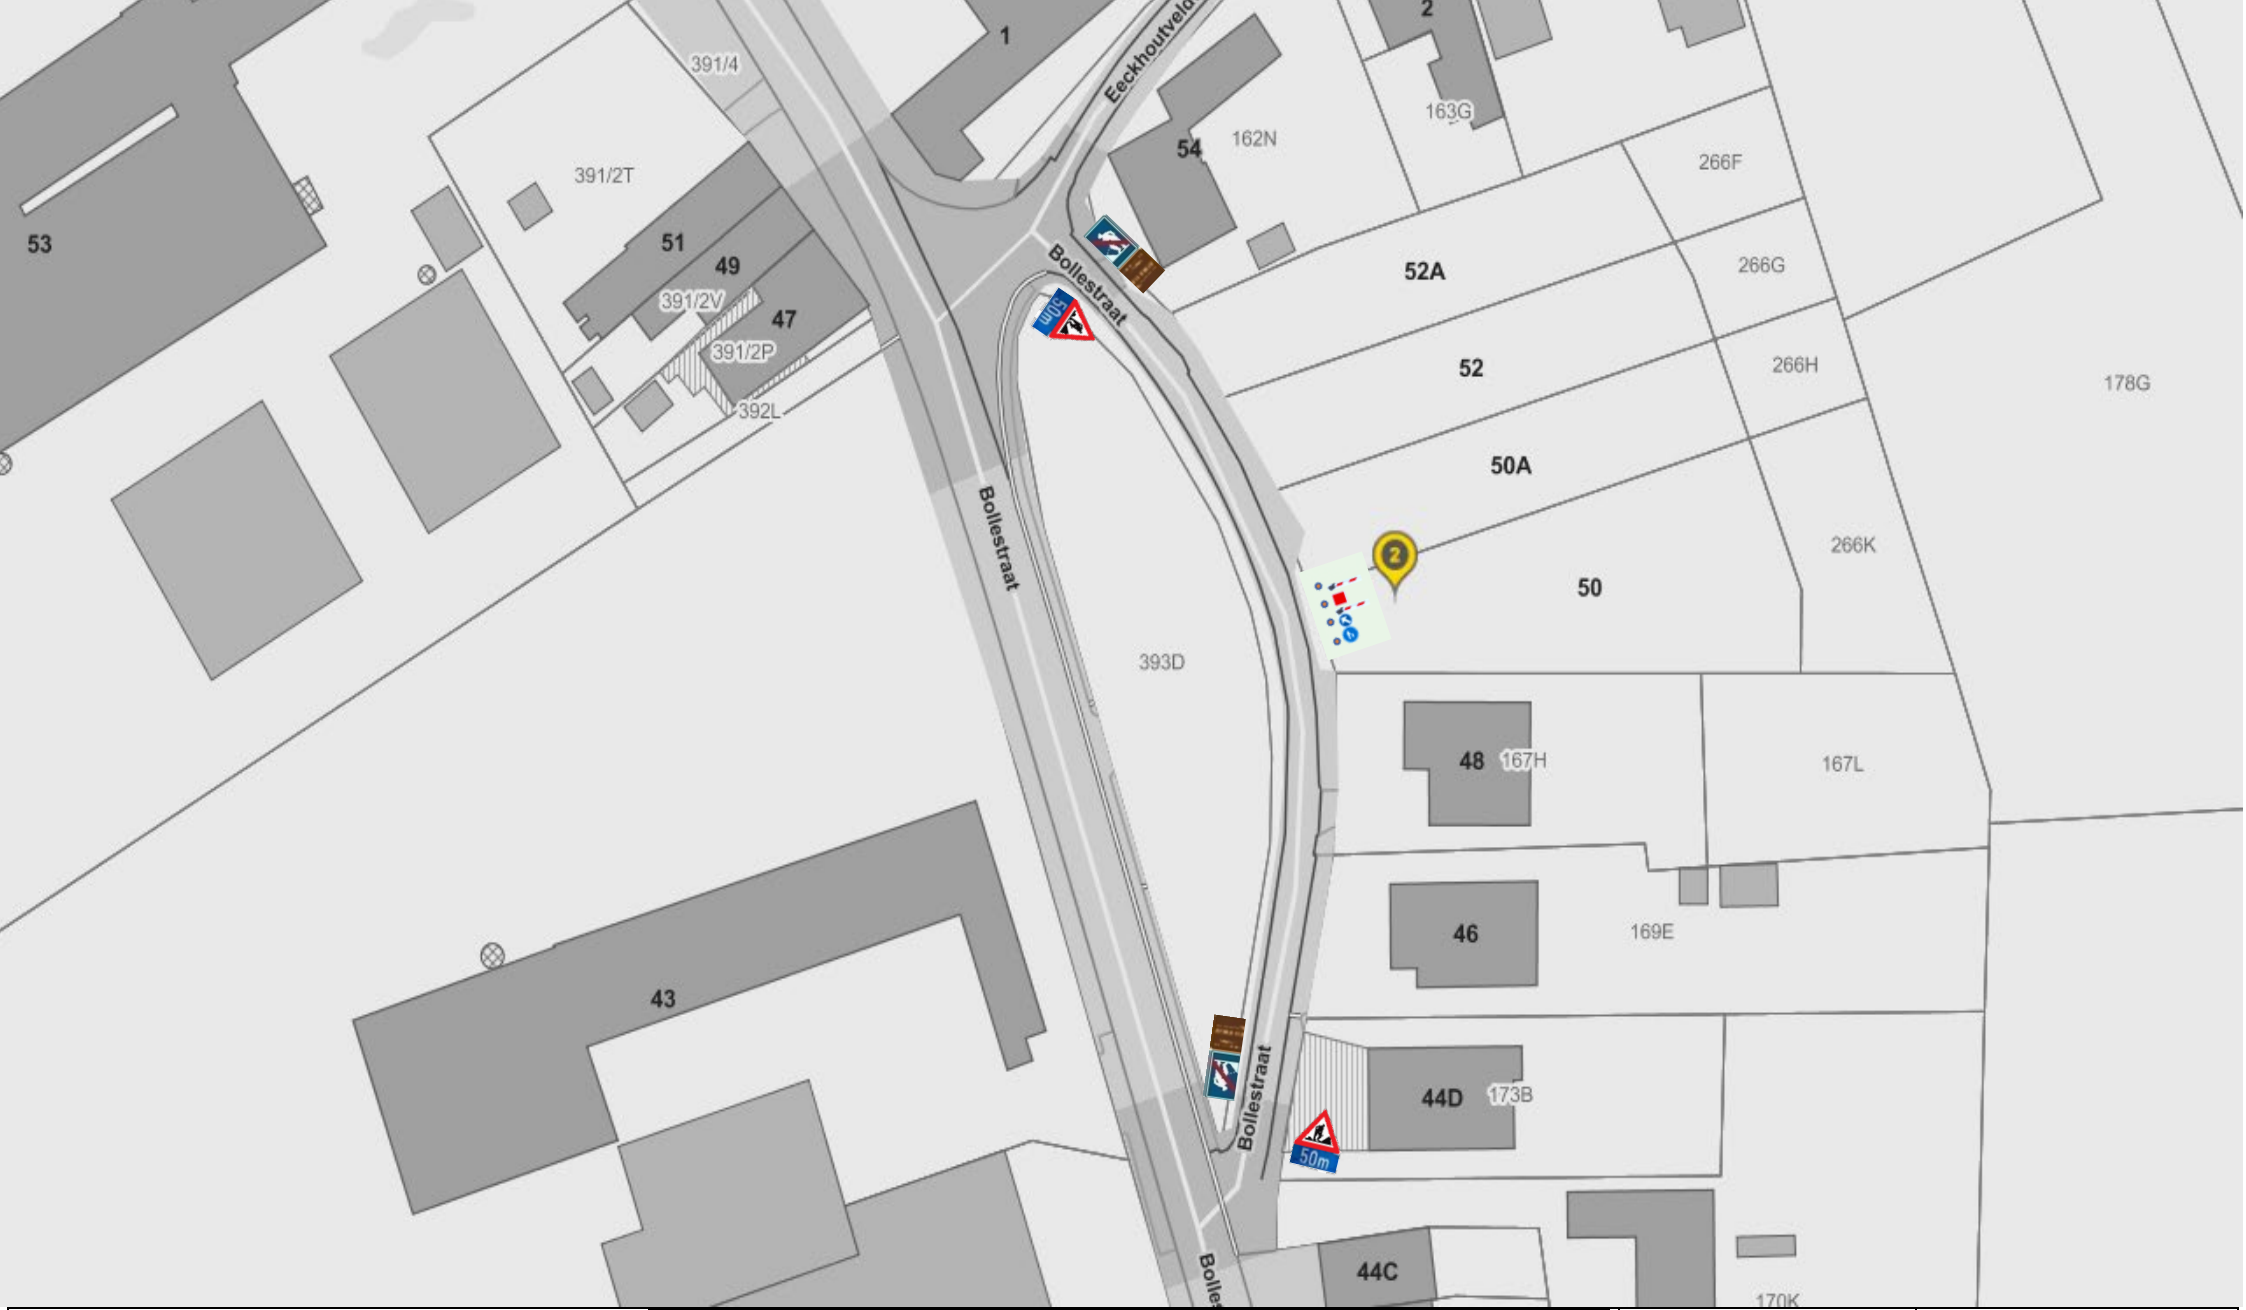 2
1
391/4
Eeckhoutveld
163G
162N
54
391/2T
266F
53
51
49
52A
266G
Bollestraat
50m
391/2V
47
391/2P
52
266H
178G
392L
50A
Bollestraat
266K
2
50
393D
48
167H
167L
46
169E
43
44D
173B
Bollestraat
50m
44C
Bolles
170K